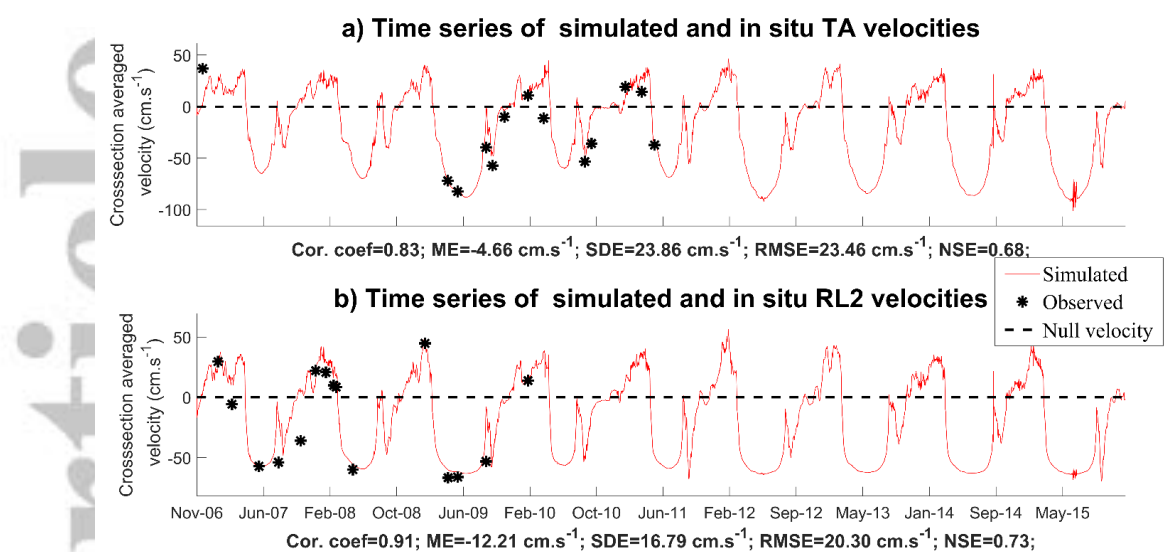 a) Time series of  simulated and in situ TA velocities
Crosssection averaged
velocity (cm.s-1)
50
0
-50
-100
Cor. coef=0.83; ME=-4.66 cm.s-1; SDE=23.86 cm.s-1; RMSE=23.46 cm.s-1; NSE=0.68;
Simulated
Observed
Null velocity
b) Time series of  simulated and in situ RL2 velocities
Crosssection averaged
velocity (cm.s-1)
50
0
-50
Nov-06 Jun-07 Feb-08 Oct-08 Jun-09 Feb-10 Oct-10 Jun-11 Feb-12 Sep-12 May-13 Jan-14 Sep-14 May-15
Cor. coef=0.91; ME=-12.21 cm.s-1; SDE=16.79 cm.s-1; RMSE=20.30 cm.s-1; NSE=0.73;